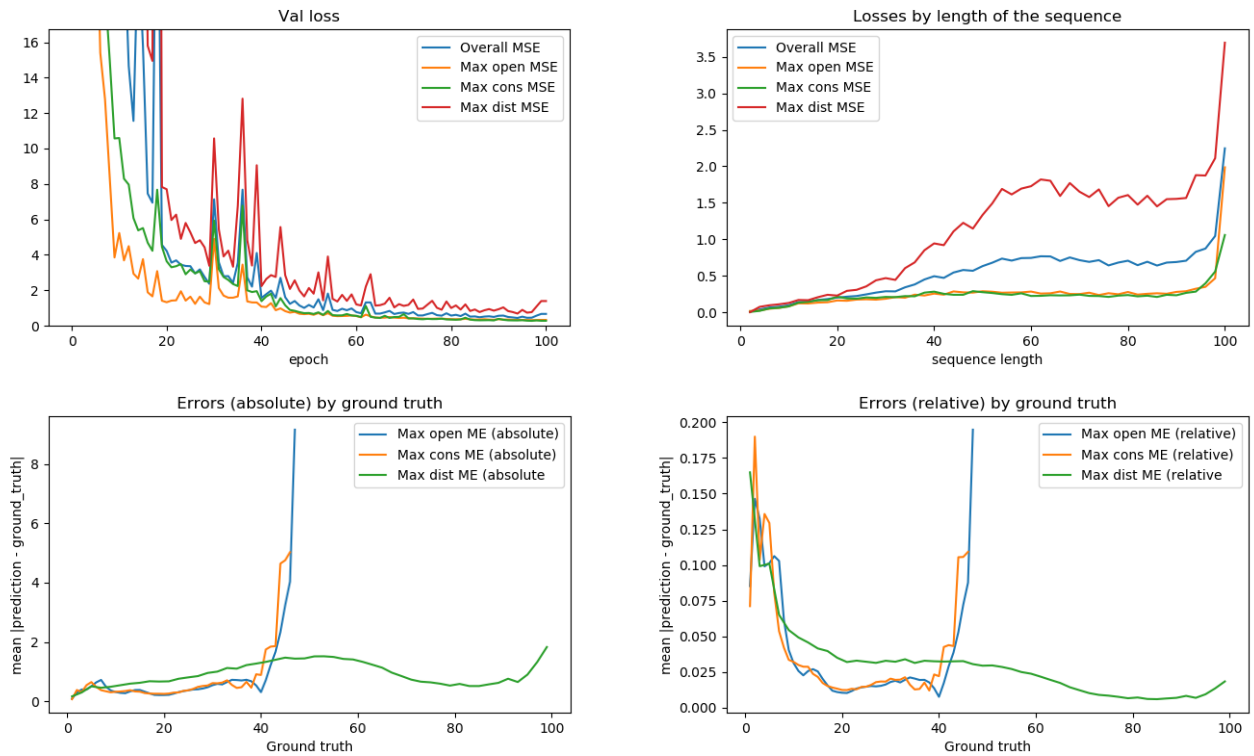 Val loss
16
14
12
10
8
6
4
2
0
0 20 40 60 80 100
epoch
Overall MSE
Max open MSE
Max cons MSE
Max dist MSE
Losses by length of the sequence
3.5
3.0
2.5
2.0
1.5
1.0
0.5
0.0
0 20 40 60 80 100
sequence length
Overall MSE
Max open MSE
Max cons MSE
Max dist MSE
Errors (absolute) by ground truth
mean |prediction - ground_truth|
8
6
4
2
0
0 20 40 60 80 100
Ground truth
Max open ME (absolute)
Max cons ME (absolute)
Max dist ME (absolute
Errors (relative) by ground truth
mean |prediction - ground_truth|
0.200
0.175
0.150
0.125
0.100
0.075
0.050
0.025
0.000
0 20 40 60 80 100
Ground truth
Max open ME (relative)
Max cons ME (relative)
Max dist ME (relative